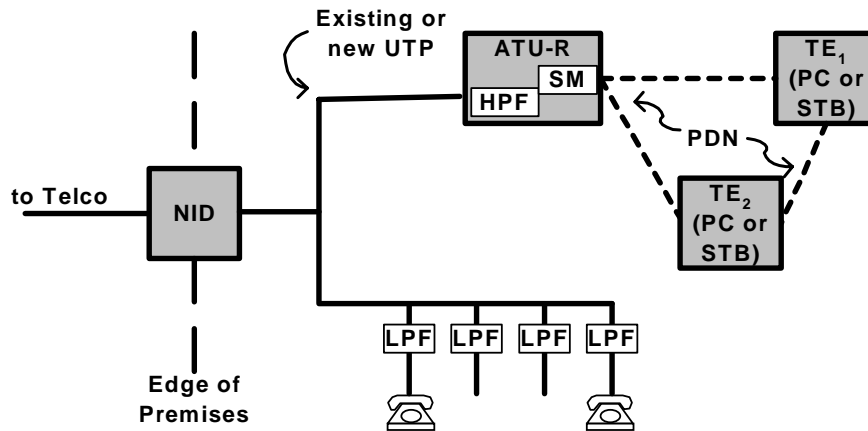 Existing or
new UTP
ATU-R
SM
HPF
TE1
(PC or
STB)
PDN
to Telco
NID
TE2
(PC or
STB)
LPF
LPF
LPF
LPF
Edge of
Premises